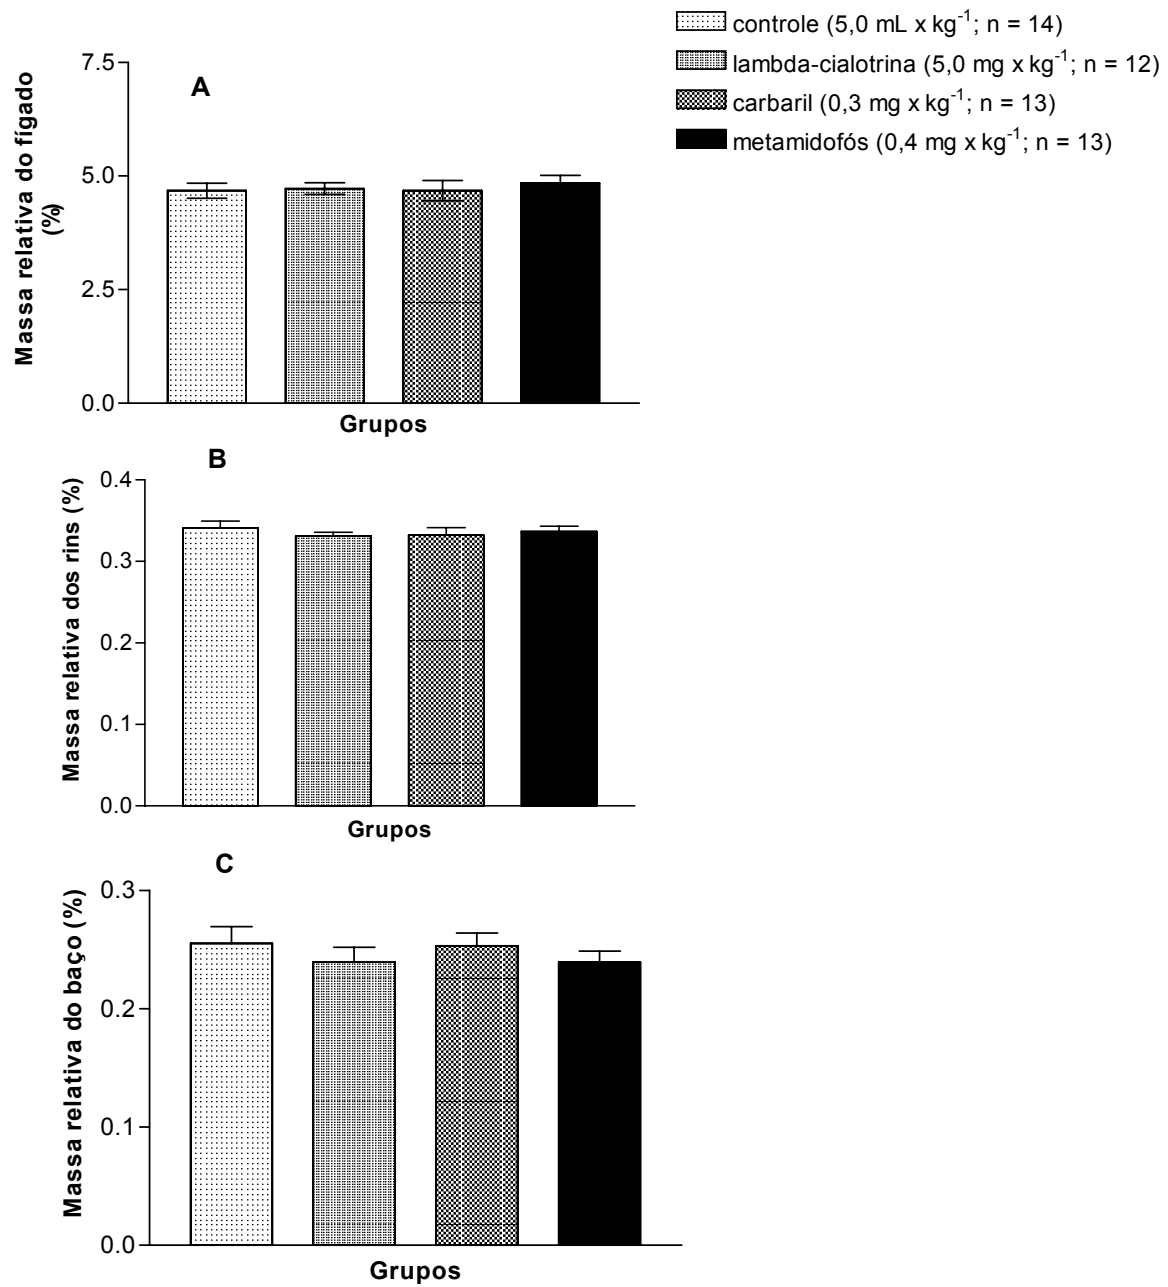 controle (5,0 mL x kg⁻¹; n = 14)
lambda-cialotrina (5,0 mg x kg⁻¹; n = 12)
carbaril (0,3 mg x kg⁻¹; n = 13)
metamidofós (0,4 mg x kg⁻¹; n = 13)
A
Massa relativa do fígado
(%)
7.5
5.0
2.5
0.0
Grupos
B
Massa relativa dos rins (%)
0.4
0.3
0.2
0.1
0.0
Grupos
C
Massa relativa do baço (%)
0.3
0.2
0.1
0.0
Grupos